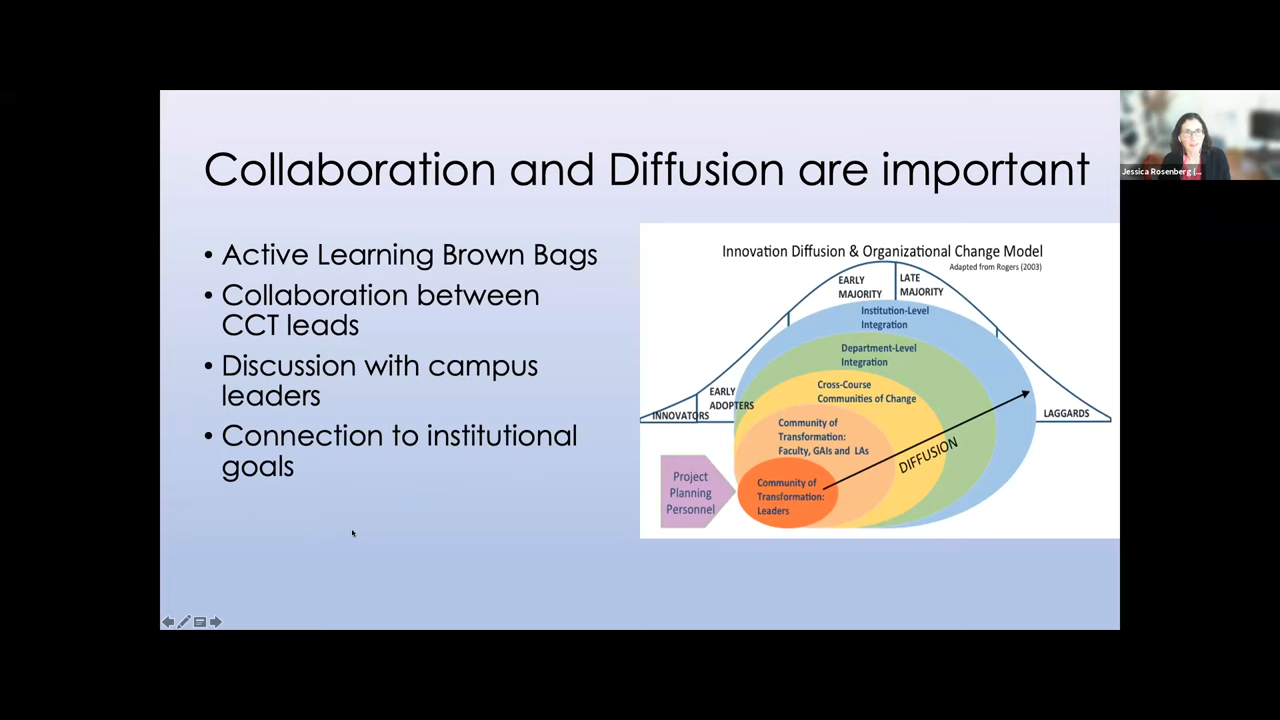 Collaboration and Diffusion are important
• Active Learning Brown Bags
• Collaboration between
CCT leads
• Discussion with campus
leaders
• Connection to institutional
goals
Innovation Diffusion & Organizational Change Model
Adapted from Rogers (2003)
EARLY
MAJORITY
LATE
MAJORITY
Institution-Level
Integration
Department-Level
Integration
EARLY
ADOPTERS
Cross-Course
Communities of Change
INNOVATORS
LAGGARDS
Community of
Transformation:
Faculty, GAIs and LAs
DIFFUSION
Project
Planning
Personnel
Community of
Transformation:
Leaders
Jessica Rosenberg (...